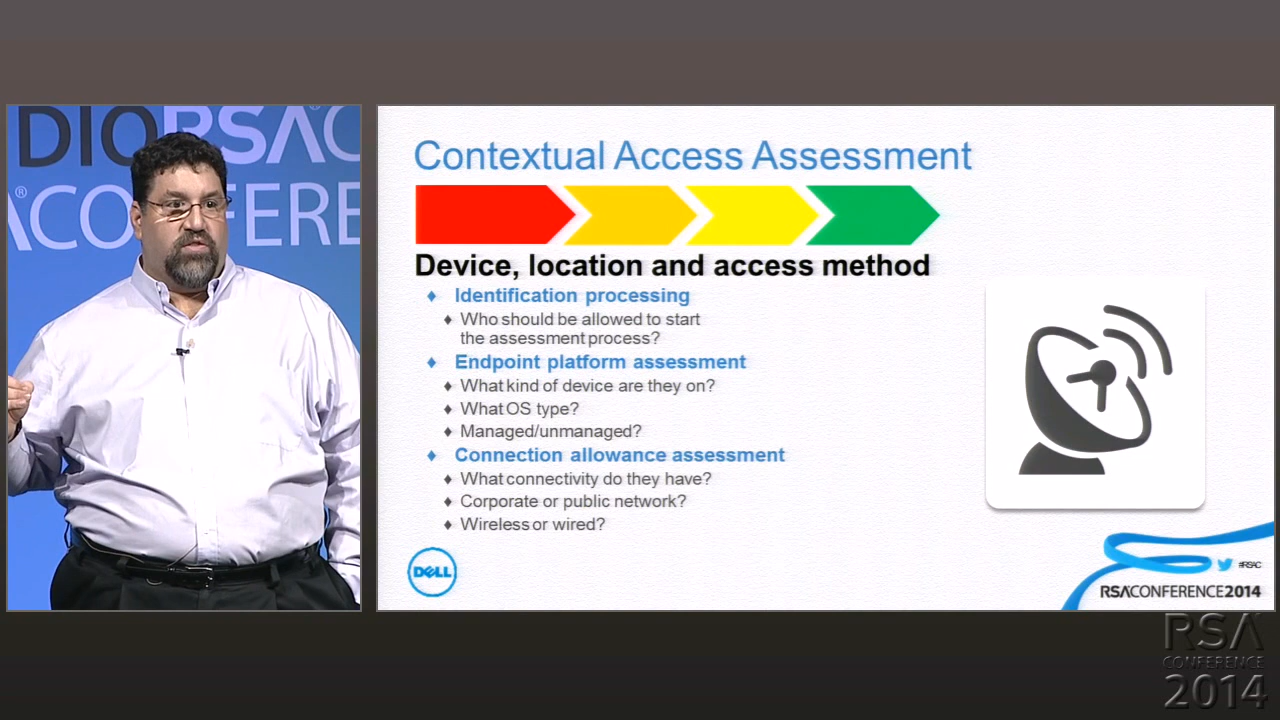 DIORSAC
ACONFERE
Contextual Access Assessment
Device, location and access method
♦ Identification processing
♦ Who should be allowed to start
the assessment process?
♦ Endpoint platform assessment
♦ What kind of device are they on?
♦ What OS type?
♦ Managed/unmanaged?
♦ Connection allowance assessment
♦ What connectivity do they have?
♦ Corporate or public network?
♦ Wireless or wired?
DELL
#RSAC
RSACONFERENCE2014
RSA
CONFERENCE
2014